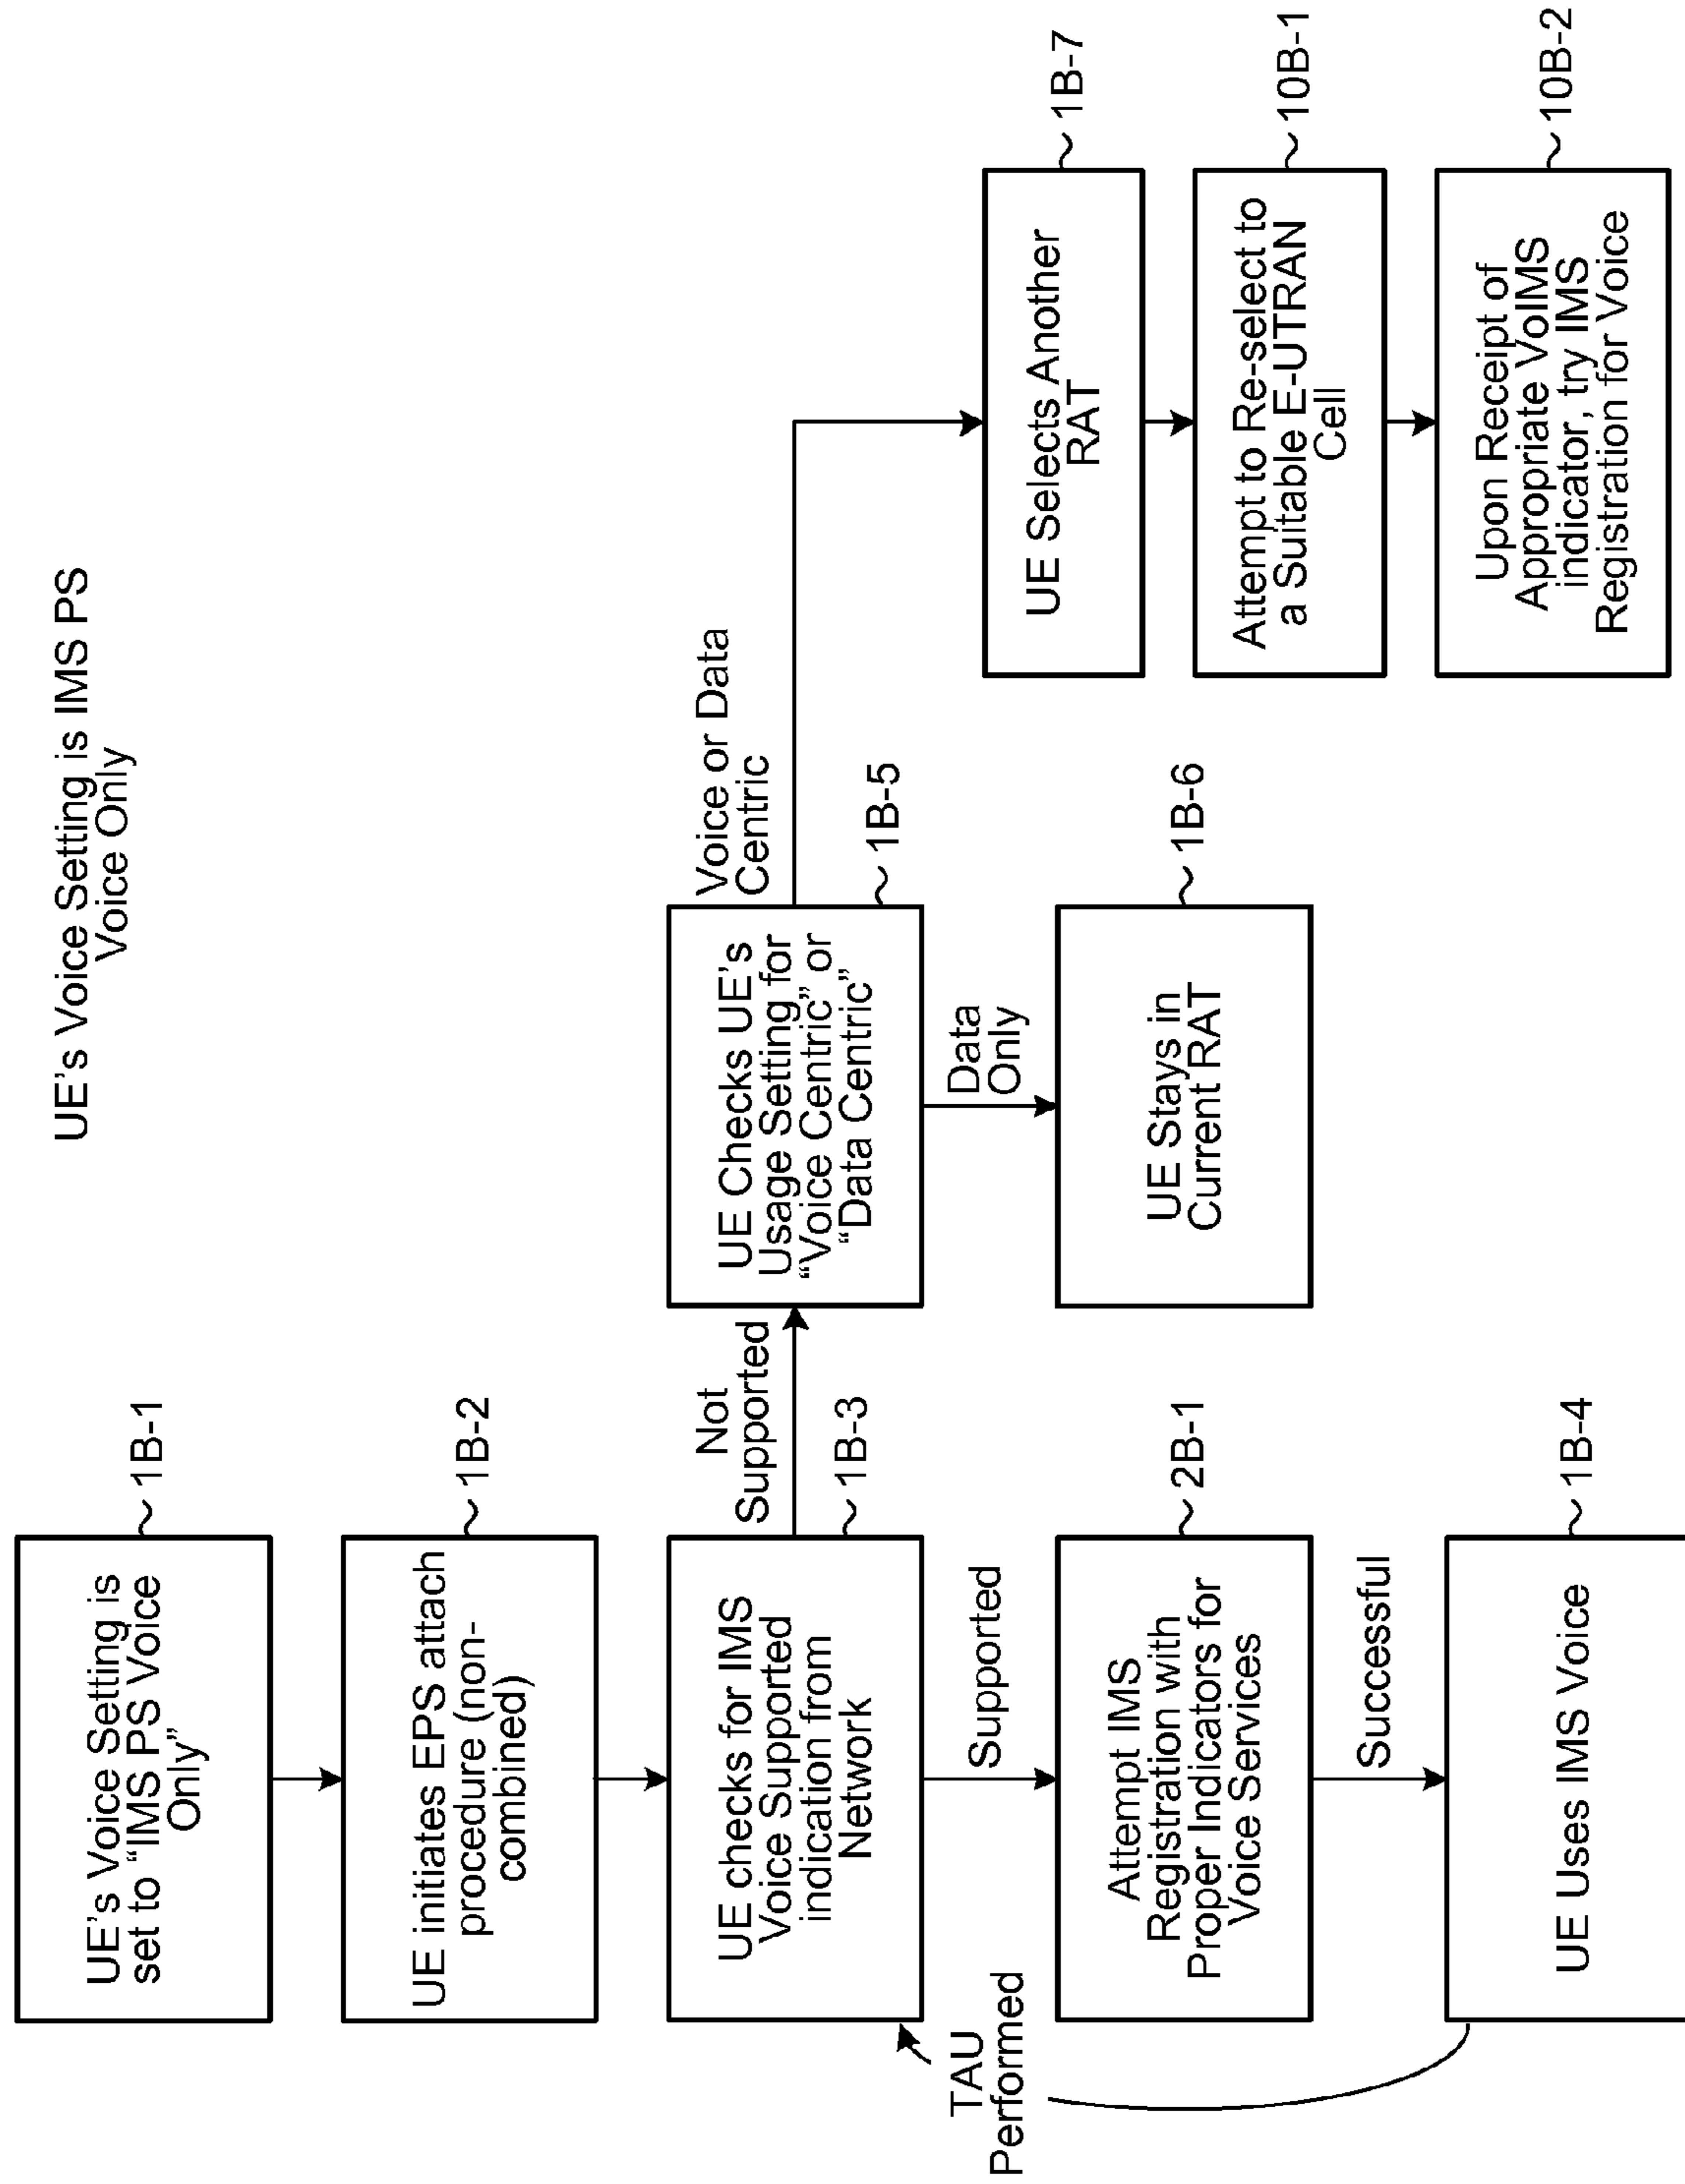 UE's Voice Setting is IMS PS
Voice Only
UE's Voice Setting is
set to “IMS PS Voice
Only”
1B-1
UE initiates EPS attach
procedure (non-
combined)
1B-2
UE checks for IMS
Voice Supported
indication from
Network
1B-3
Not
Supported
UE Checks UE's
Usage Setting for
“Voice Centric” or
“Data Centric”
1B-5
Voice or Data
Centric
Data
Only
UE Stays in
Current RAT
1B-6
UE Selects Another
RAT
1B-7
Attempt to Re-select to
a Suitable E-UTRAN
Cell
10B-1
Upon Receipt of
Appropriate VoIMS
indicator, try IMS
Registration for Voice
10B-2
Supported
Attempt IMS
Registration with
Proper Indicators for
Voice Services
2B-1
Successful
UE Uses IMS Voice
1B-4
TAU
Performed